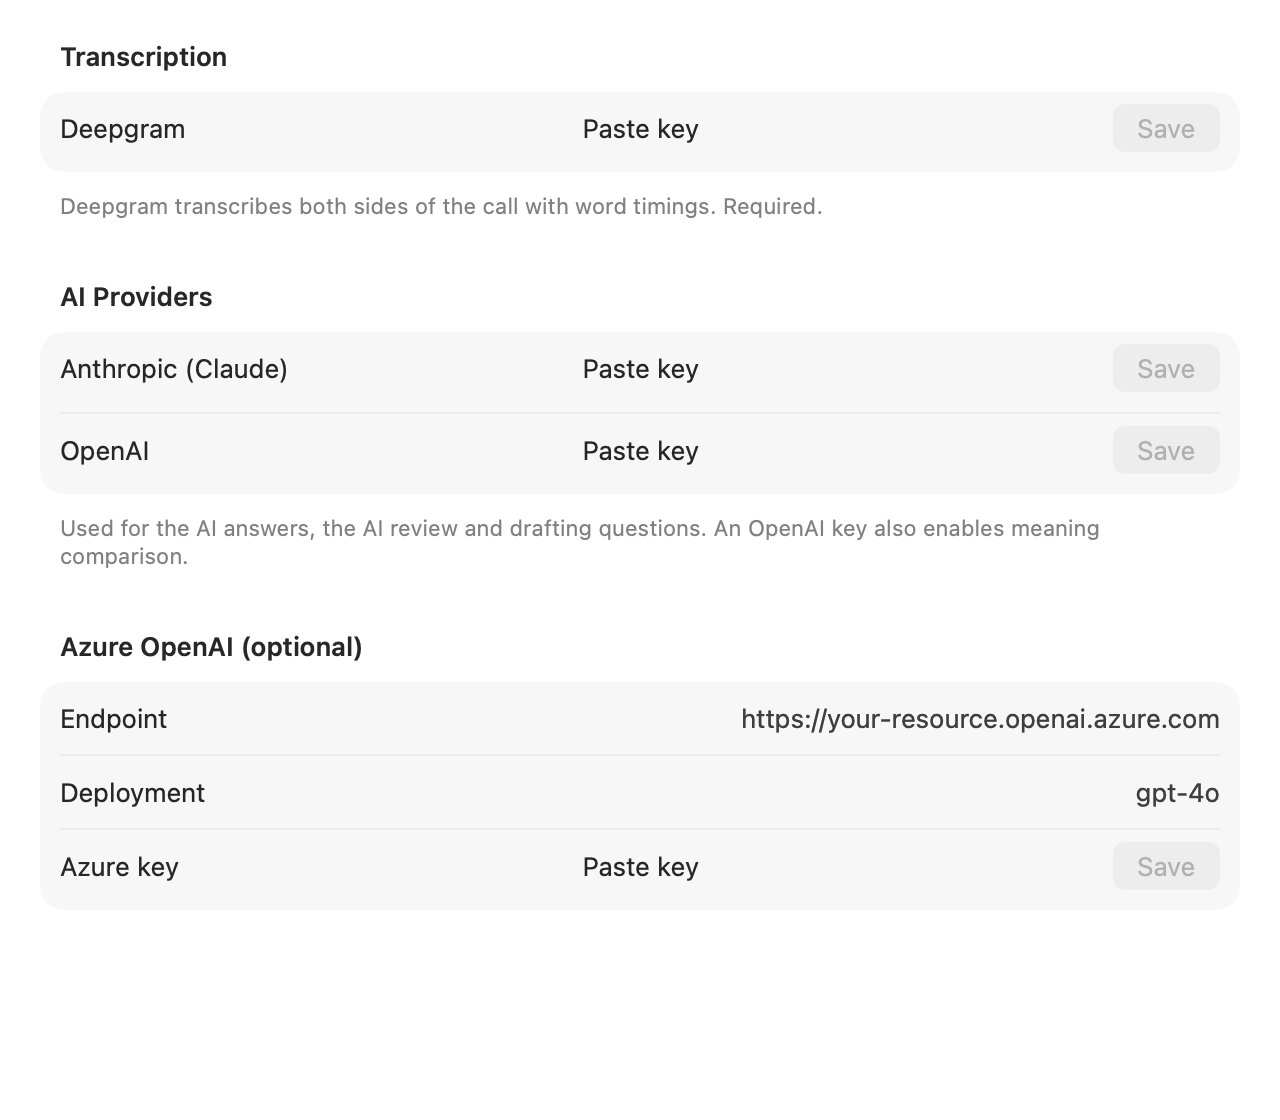 Transcription
Deepgram Paste key Save
Deepgram transcribes both sides of the call with word timings. Required.
AI Providers
Anthropic (Claude) Paste key Save
OpenAI Paste key Save
Used for the AI answers, the AI review and drafting questions. An OpenAI key also enables meaning
comparison.
Azure OpenAI (optional)
Endpoint https://your-resource.openai.azure.com
Deployment gpt-4o
Azure key Paste key Save